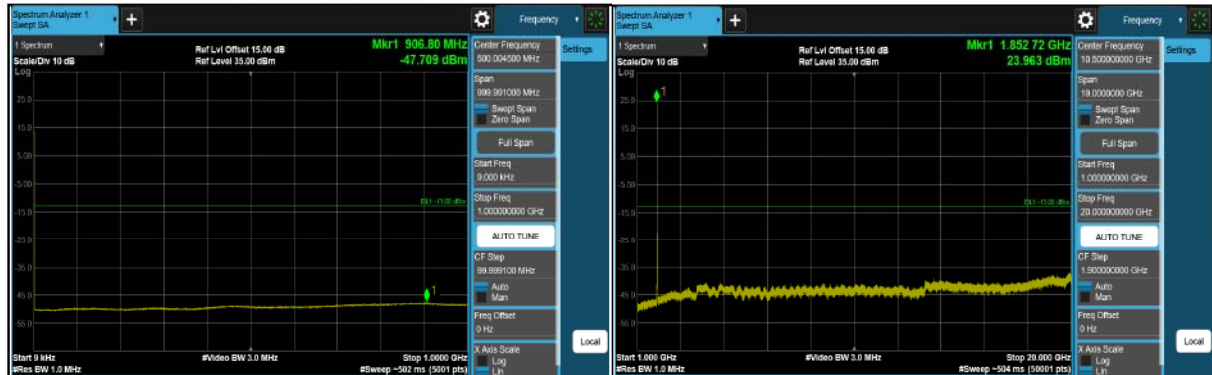 Spectrum Analyzer 1
Swept SA
+
Frequency
1 Spectrum
Scale/Div 10 dB
Log
Ref Lvl Offset 15.00 dB
Ref Level 35.00 dBm
Mkr1 906.80 MHz
-47.709 dBm
25.0
15.0
5.00
-5.00
-15.0
-25.0
-35.0
-45.0
-55.0
DL1 -13.00 dBm
1
Start 9 kHz
#Res BW 1.0 MHz
#Video BW 3.0 MHz
Stop 1.0000 GHz
#Sweep ~502 ms (5001 pts)
Center Frequency
500.004500 MHz
Span
999.991000 MHz
Swept Span
Zero Span
Full Span
Start Freq
9.000 kHz
Stop Freq
1.000000000 GHz
AUTO TUNE
CF Step
99.999100 MHz
Auto
Man
Freq Offset
0 Hz
X Axis Scale
Log
Lin
Settings
Local
Spectrum Analyzer 1
Swept SA
+
Frequency
1 Spectrum
Scale/Div 10 dB
Log
Ref Lvl Offset 15.00 dB
Ref Level 35.00 dBm
Mkr1 1.852 72 GHz
23.963 dBm
25.0
15.0
5.00
-5.00
-15.0
-25.0
-35.0
-45.0
-55.0
DL1 -13.00 dBm
1
Start 1.000 GHz
#Res BW 1.0 MHz
#Video BW 3.0 MHz
Stop 20.000 GHz
#Sweep ~504 ms (50001 pts)
Center Frequency
10.500000000 GHz
Span
19.0000000 GHz
Swept Span
Zero Span
Full Span
Start Freq
1.000000000 GHz
Stop Freq
20.000000000 GHz
AUTO TUNE
CF Step
1.900000000 GHz
Auto
Man
Freq Offset
0 Hz
X Axis Scale
Log
Lin
Settings
Local